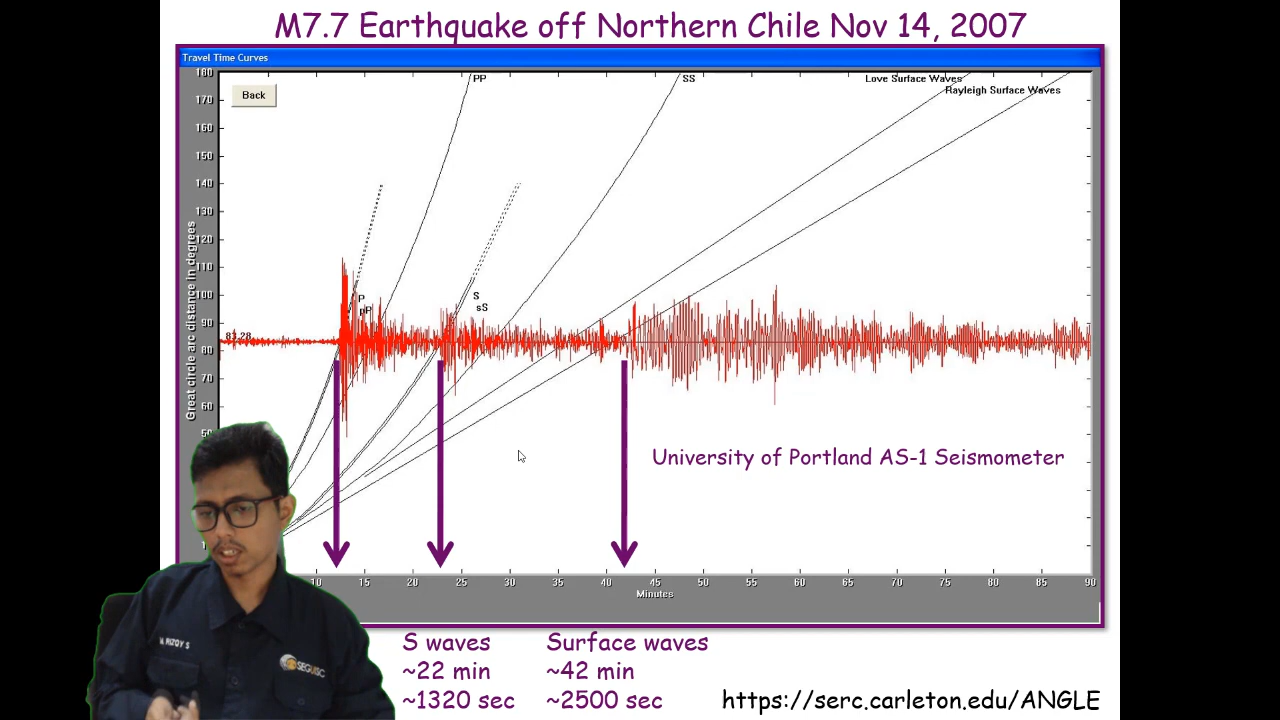 M7.7 Earthquake off Northern Chile Nov 14, 2007
Travel Time Curves
Back
180
170
160
150
140
130
120
110
100
90
80
70
60
PP
SS
Love Surface Waves
Rayleigh Surface Waves
P
pP
S
sS
83.28
Great circle arc distance in degrees
University of Portland AS-1 Seismometer
10 15 20 25 30 35 40 45 50 55 60 65 70 75 80 85 90
Minutes
S waves
~22 min
~1320 sec
Surface waves
~42 min
~2500 sec
https://serc.carleton.edu/ANGLE
M. RIZQY S